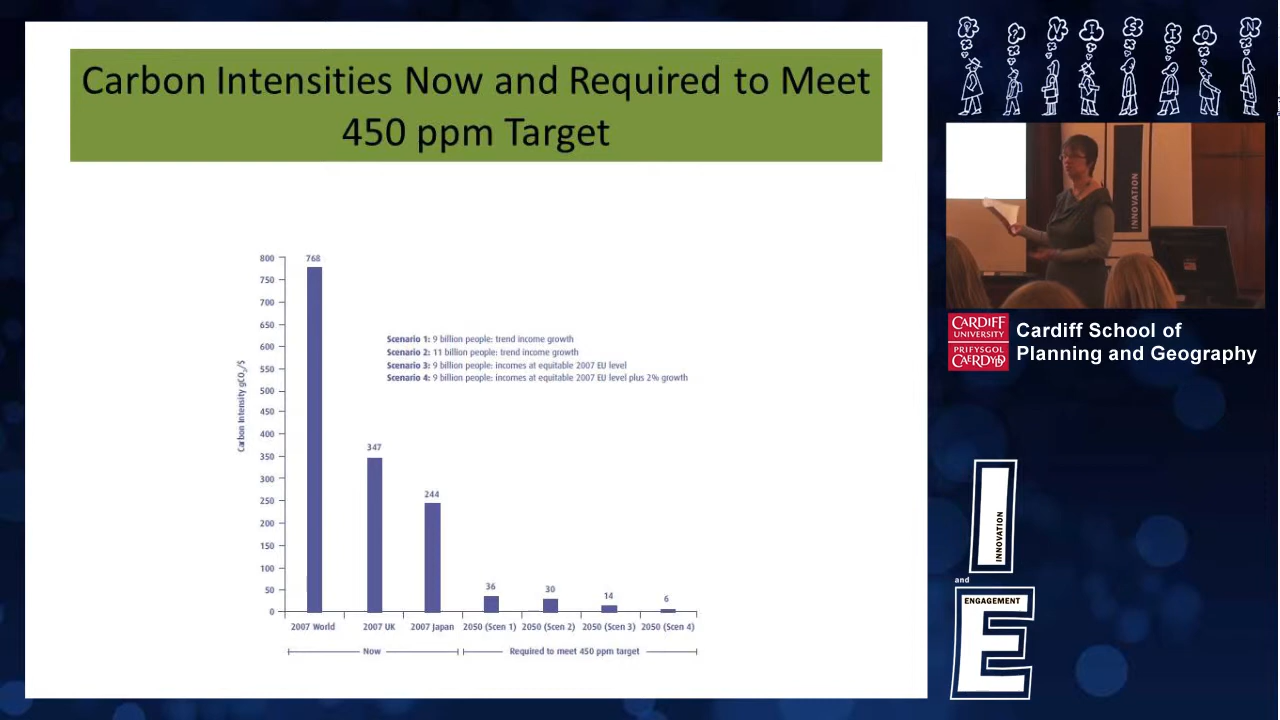 Carbon Intensities Now and Required to Meet
450 ppm Target
800
750
700
650
600
550
500
450
400
350
300
250
200
150
100
50
0
Carbon Intensity gCO2/$
768
347
244
36
30
14
6
Scenario 1: 9 billion people: trend income growth
Scenario 2: 11 billion people: trend income growth
Scenario 3: 9 billion people: incomes at equitable 2007 EU level
Scenario 4: 9 billion people: incomes at equitable 2007 EU level plus 2% growth
2007 World
2007 UK
2007 Japan
2050 (Scen 1)
2050 (Scen 2)
2050 (Scen 3)
2050 (Scen 4)
Now
Required to meet 450 ppm target
INNOVATION
CARDIFF
UNIVERSITY
PRIFYSGOL
CAERDYDD
Cardiff School of
Planning and Geography
I
INNOVATION
and
ENGAGEMENT
E